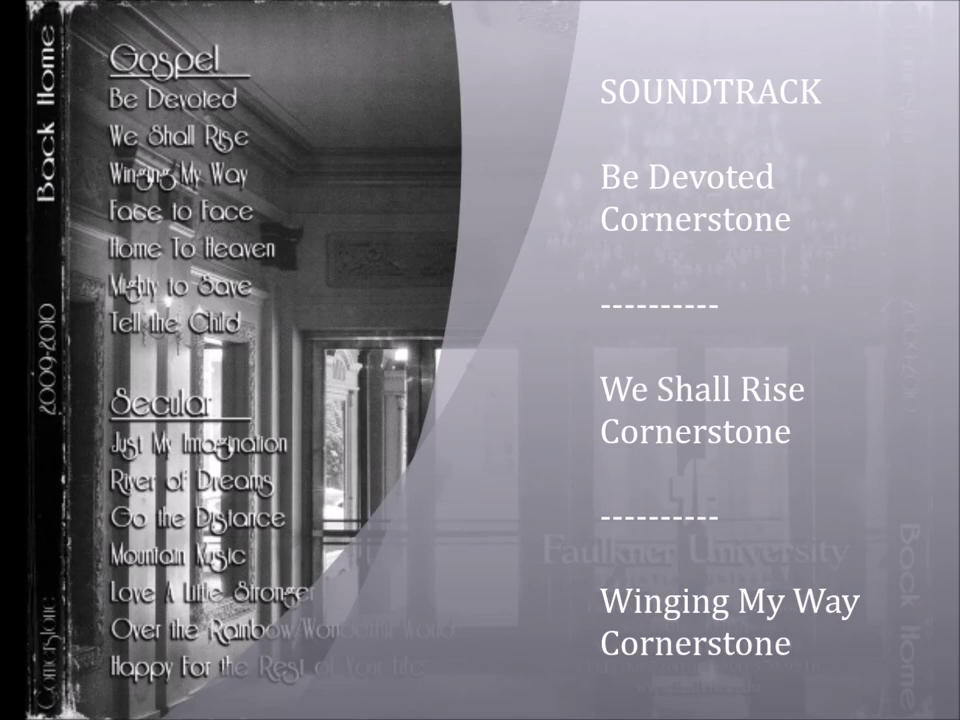 Back Home
2009-2010
Cornerstone
Gospel
Be Devoted
We Shall Rise
Winging My Way
Face to Face
Home To Heaven
Mighty to Save
Tell the Child
Secular
Just My Imagination
River of Dreams
Go the Distance
Mountain Music
Love A Little Stronger
Over the Rainbow/Wonderful World
Happy For the Rest of Your Life
SOUNDTRACK
Be Devoted
Cornerstone
----------
We Shall Rise
Cornerstone
----------
Winging My Way
Cornerstone
Faulkner University
Back Home